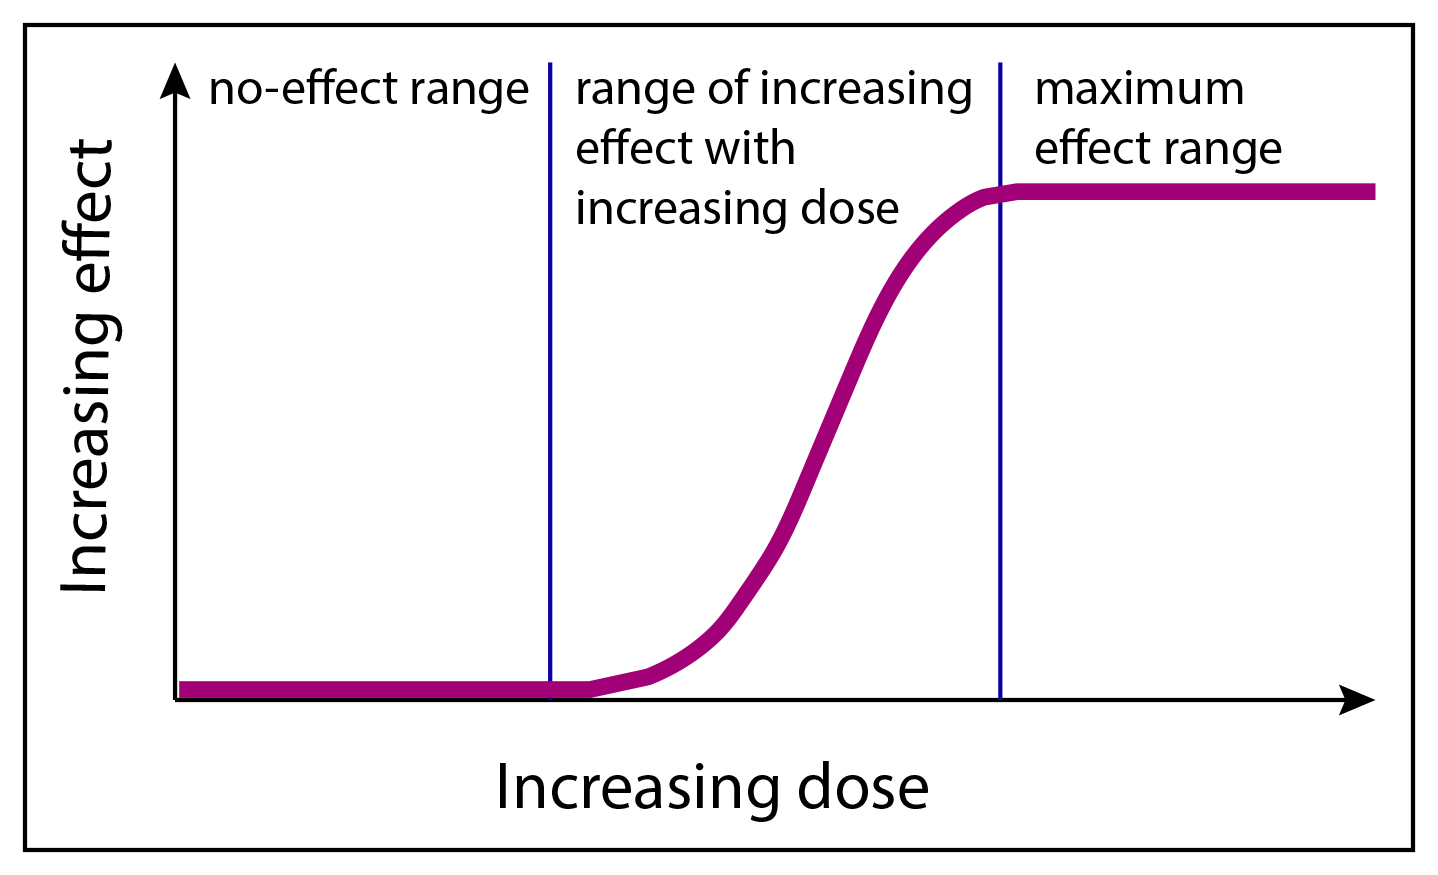 no-effect range
range of increasing
effect with
increasing dose
maximum
effect range
Increasing effect
Increasing dose